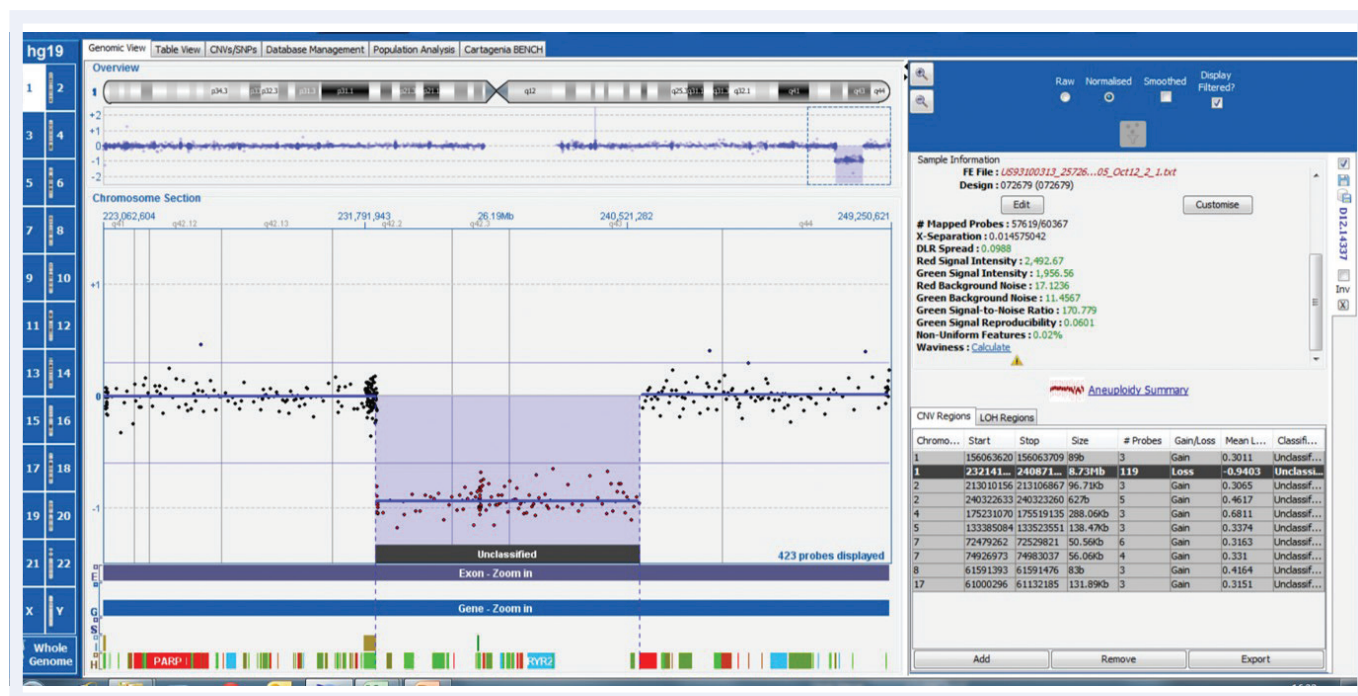 hg19
1 2
3 4
5 6
7 8
9 10
11 12
13 14
15 16
17 18
19 20
21 22
X Y
Whole
Genome
Genomic View Table View CNVs/SNPs Database Management Population Analysis Cartagenia BENCH
Overview
1 p34.3 p32.3 p31.3 p31.1 q12 q32.1 q41 q43 q44
+2
+1
0
-1
-2
Chromosome Section
223,062,604 231,791,943 26.19Mb 240,521,282 249,250,621
q41 q42.12 q42.13 q42.2 q42.3 q43 q44
+1
0
-1
Unclassified
423 probes displayed
E
Exon - Zoom in
G
Gene - Zoom in
S
I
H PARP1 RYR2
Raw Normalised Smoothed Display
Filtered?
Sample Information
FE File : US93100313_25726...05_Oct12_2_1.txt
Design : 072679 (072679)
Edit Customise
# Mapped Probes : 57619/60367
X-Separation : 0.014575042
DLR Spread : 0.0988
Red Signal Intensity : 2,492.67
Green Signal Intensity : 1,956.56
Red Background Noise : 17.1236
Green Background Noise : 11.4567
Green Signal-to-Noise Ratio : 170.779
Green Signal Reproducibility : 0.0601
Non-Uniform Features : 0.02%
Waviness : Calculate
Aneuploidy Summary
CNV Regions LOH Regions
Chromo... Start Stop Size # Probes Gain/Loss Mean L... Classifi...
1 156063620 156063709 89b 3 Gain 0.3011 Unclassif...
1 232141... 240871... 8.73Mb 119 Loss -0.9403 Unclassi...
2 213010156 213106867 96.71Kb 3 Gain 0.3065 Unclassif...
2 240322633 240323260 627b 5 Gain 0.4617 Unclassif...
4 175231070 175519135 288.06Kb 3 Gain 0.6811 Unclassif...
5 133385084 133523551 138.47Kb 3 Gain 0.3374 Unclassif...
7 72479262 72529821 50.56Kb 6 Gain 0.3163 Unclassif...
7 74926973 74983037 56.06Kb 4 Gain 0.331 Unclassif...
8 61591393 61591476 83b 3 Gain 0.4164 Unclassif...
17 61000296 61132185 131.89Kb 3 Gain 0.3151 Unclassif...
Add Remove Export
D12.14337
Inv